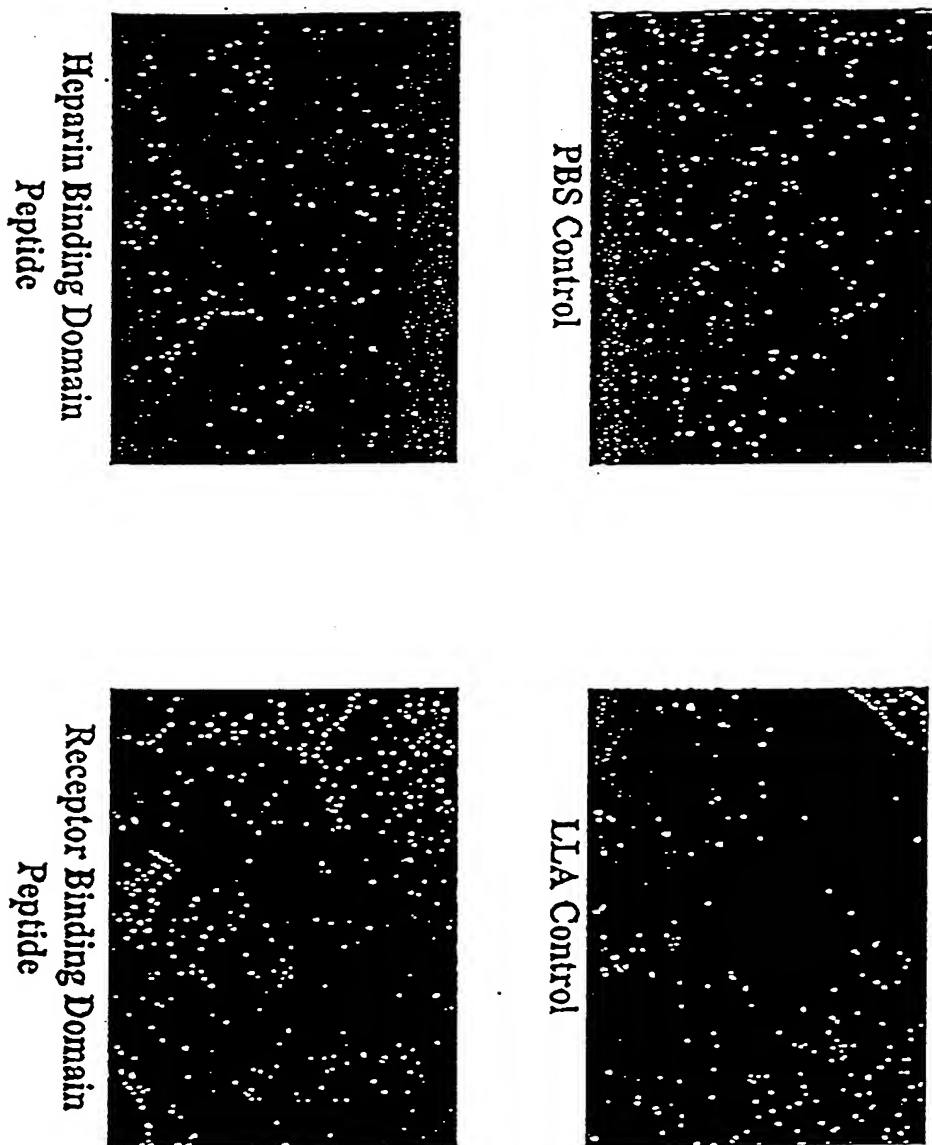 PBS Control
LLA Control
Heparin Binding Domain
Peptide
Receptor Binding Domain
Peptide